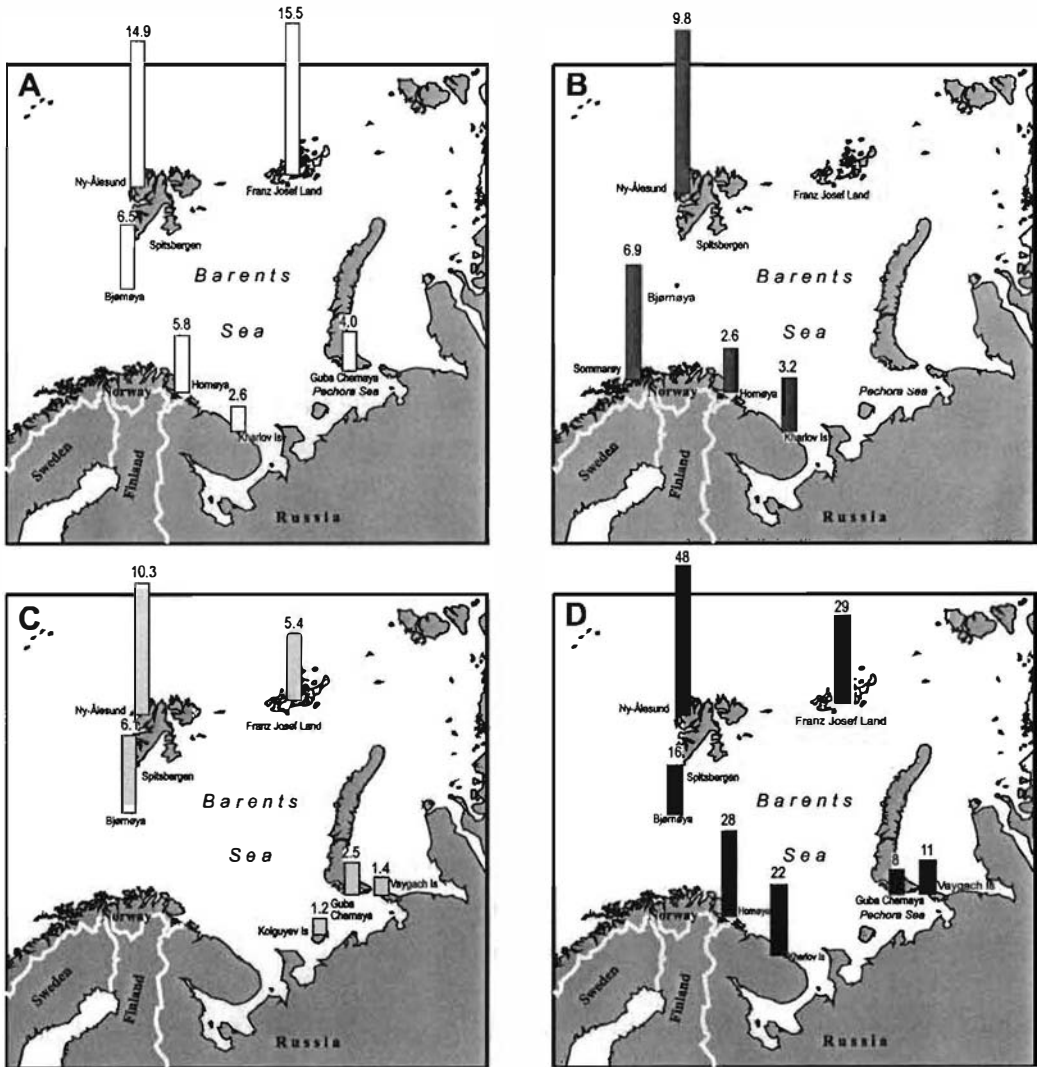 A
14.9
15.5
Ny-Ålesund
Franz Josef Land
6.5
Spitsbergen
Barents
Bjørnøya
Sea
5.8
4.0
Hornøya
Guba Chernøya
Norway
Pechora Sea
2.6
Kharlov Is
Sweden
Finland
Russia
B
9.8
Ny-Ålesund
Franz Josef Land
Spitsbergen
6.9
Barents
Bjørnøya
Sea
2.6
3.2
Sommarøy
Norway
Hornøya
Pechora Sea
Kharlov Is
Sweden
Finland
Russia
C
10.3
5.4
Ny-Ålesund
Franz Josef Land
Spitsbergen
Barents
Bjørnøya
Sea
2.5
1.4
Vaygach Is
Guba
Chernaya
1.2
Norway
Kolguyev Is
Sweden
Finland
Russia
D
48
29
Ny-Ålesund
Franz Josef Land
16
Spitsbergen
Barents
Bjørnøya
28
Sea
8
11
Vaygach Is
22
Guba Chernaya
Norway
Hornøya
Pechora Sea
Kharlov Is
Sweden
Finland
Russia